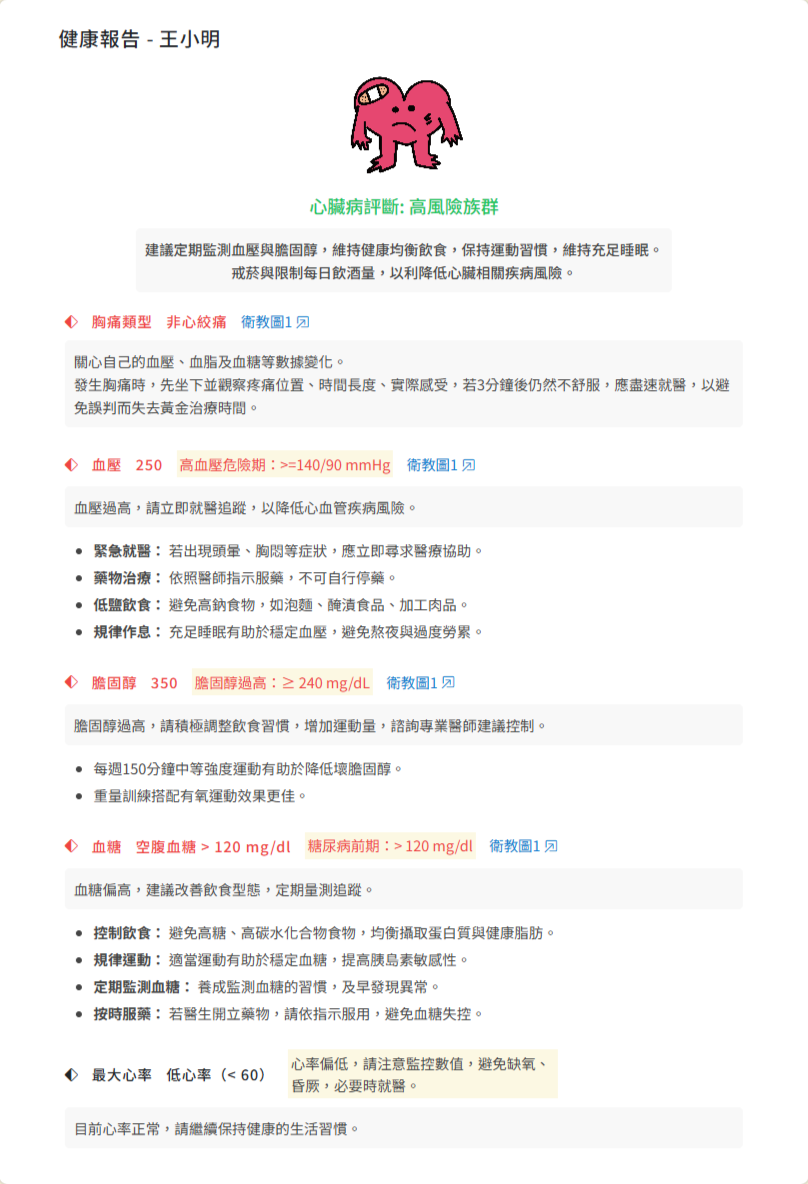 健康報告 - 王小明
心臟病評斷: 高風險族群
建議定期監測血壓與膽固醇，維持健康均衡飲食，保持運動習慣，維持充足睡眠。
戒菸與限制每日飲酒量，以利降低心臟相關疾病風險。
胸痛類型 非心絞痛 衛教圖1
關心自己的血壓、血脂及血糖等數據變化。
發生胸痛時，先坐下並觀察疼痛位置、時間長度、實際感受，若3分鐘後仍然不舒服，應盡速就醫，以避
免誤判而失去黃金治療時間。
血壓 250 高血壓危險期：>=140/90 mmHg 衛教圖1
血壓過高，請立即就醫追蹤，以降低心血管疾病風險。
緊急就醫： 若出現頭暈、胸悶等症狀，應立即尋求醫療協助。
藥物治療： 依照醫師指示服藥，不可自行停藥。
低鹽飲食： 避免高鈉食物，如泡麵、醃漬食品、加工肉品。
規律作息： 充足睡眠有助於穩定血壓，避免熬夜與過度勞累。
膽固醇 350 膽固醇過高：≥ 240 mg/dL 衛教圖1
膽固醇過高，請積極調整飲食習慣，增加運動量，諮詢專業醫師建議控制。
每週150分鐘中等強度運動有助於降低壞膽固醇。
重量訓練搭配有氧運動效果更佳。
血糖 空腹血糖 > 120 mg/dl 糖尿病前期：> 120 mg/dl 衛教圖1
血糖偏高，建議改善飲食型態，定期量測追蹤。
控制飲食： 避免高糖、高碳水化合物食物，均衡攝取蛋白質與健康脂肪。
規律運動： 適當運動有助於穩定血糖，提高胰島素敏感性。
定期監測血糖： 養成監測血糖的習慣，及早發現異常。
按時服藥： 若醫生開立藥物，請依指示服用，避免血糖失控。
最大心率 低心率（< 60） 心率偏低，請注意監控數值，避免缺氧、
昏厥，必要時就醫。
目前心率正常，請繼續保持健康的生活習慣。